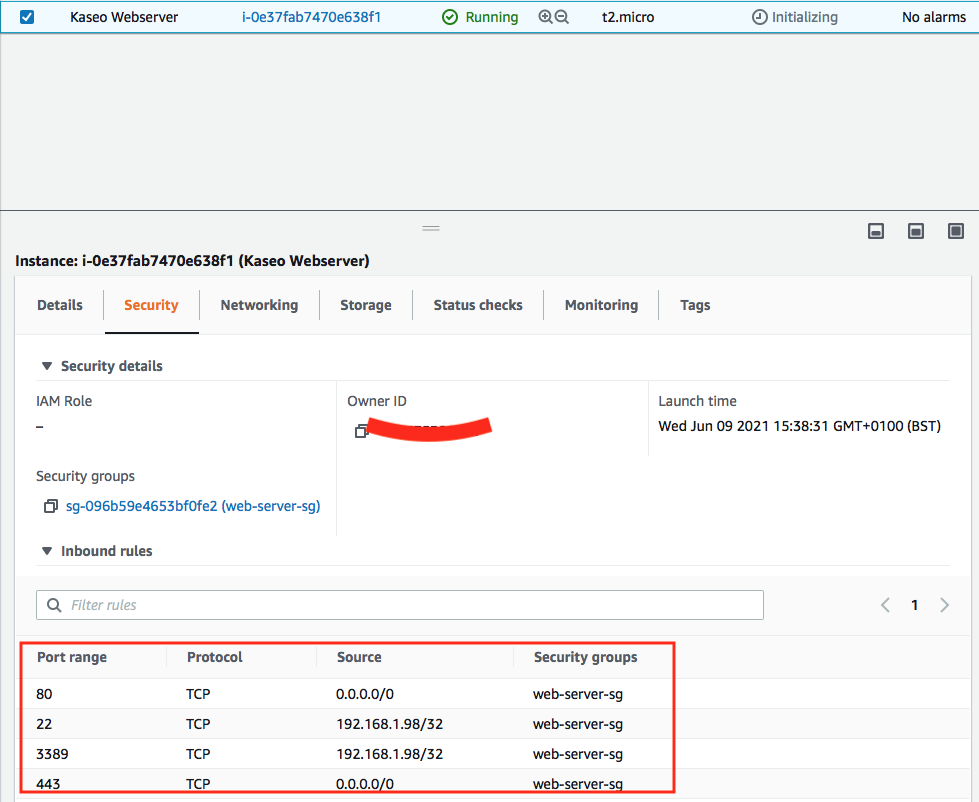 Kaseo Webserver i-0e37fab7470e638f1 Running t2.micro Initializing No alarms
Instance: i-0e37fab7470e638f1 (Kaseo Webserver)
Details Security Networking Storage Status checks Monitoring Tags
Security details
IAM Role Owner ID Launch time
– Wed Jun 09 2021 15:38:31 GMT+0100 (BST)
Security groups
sg-096b59e4653bf0fe2 (web-server-sg)
Inbound rules
Filter rules 1
Port range Protocol Source Security groups
80 TCP 0.0.0.0/0 web-server-sg
22 TCP 192.168.1.98/32 web-server-sg
3389 TCP 192.168.1.98/32 web-server-sg
443 TCP 0.0.0.0/0 web-server-sg